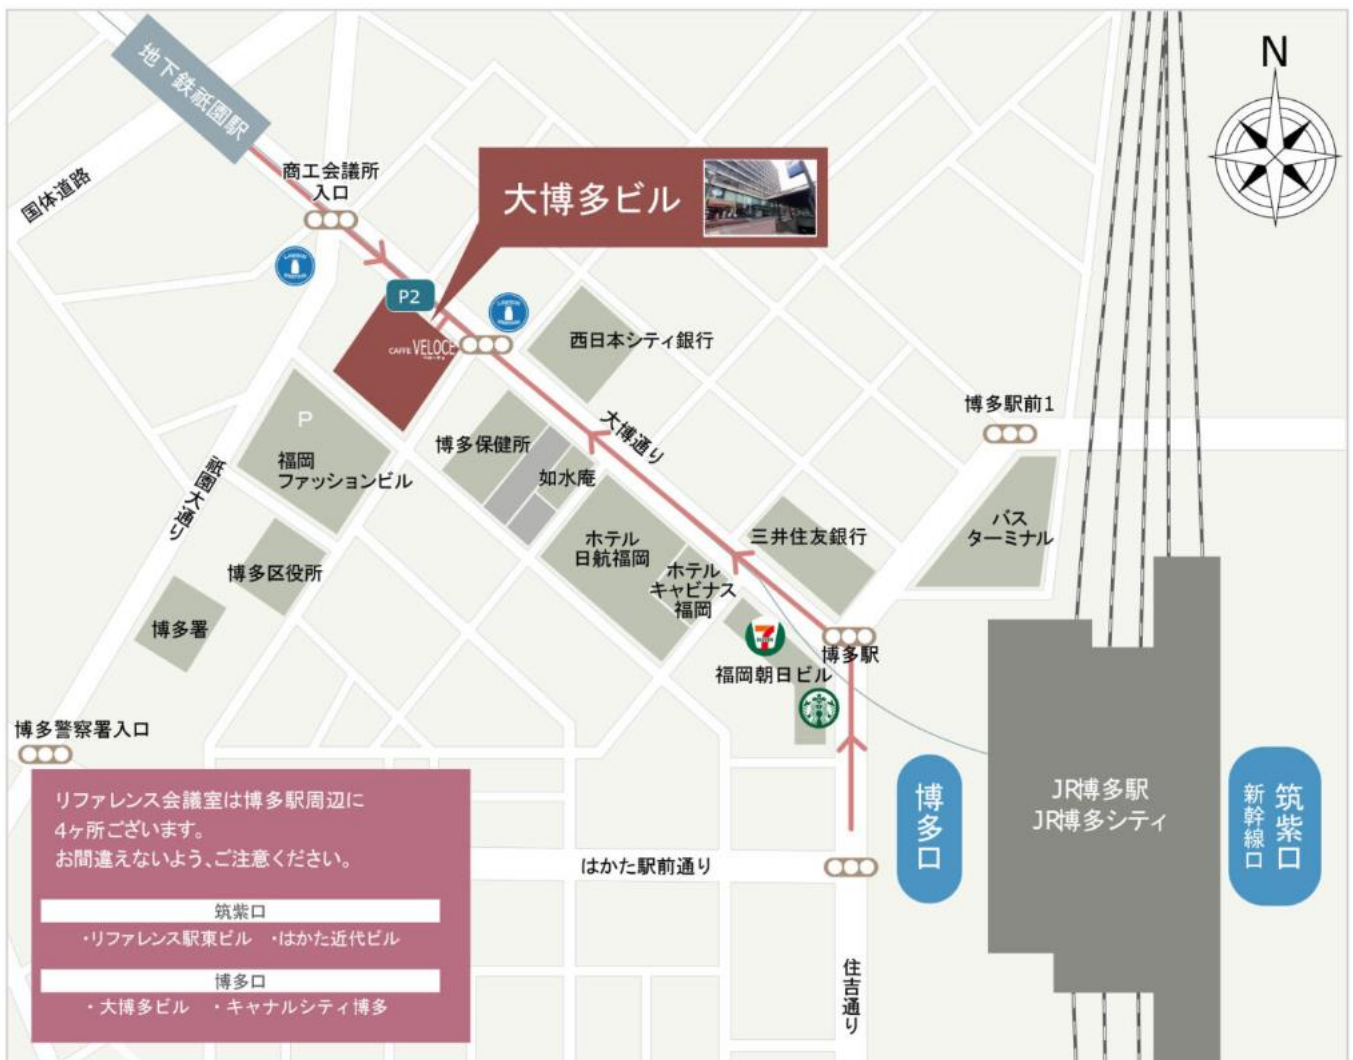 地下鉄祇園駅
N
国体道路
商工会議所
入口
大博多ビル
P2
CAFFE VELOCE
西日本シティ銀行
博多駅前1
大博通り
P
福岡
ファッションビル
博多保健所
如水庵
祇園大通り
バス
ターミナル
三井住友銀行
ホテル
日航福岡
ホテル
キャビナス
福岡
博多区役所
博多署
7
博多駅
福岡朝日ビル
博多警察署入口
博多口
JR博多駅
JR博多シティ
筑紫口
新幹線口
はかた駅前通り
住吉通り
リファレンス会議室は博多駅周辺に
4ヶ所ございます。
お間違えないよう、ご注意ください。
筑紫口
・リファレンス駅東ビル ・はかた近代ビル
博多口
・大博多ビル ・キャナルシティ博多